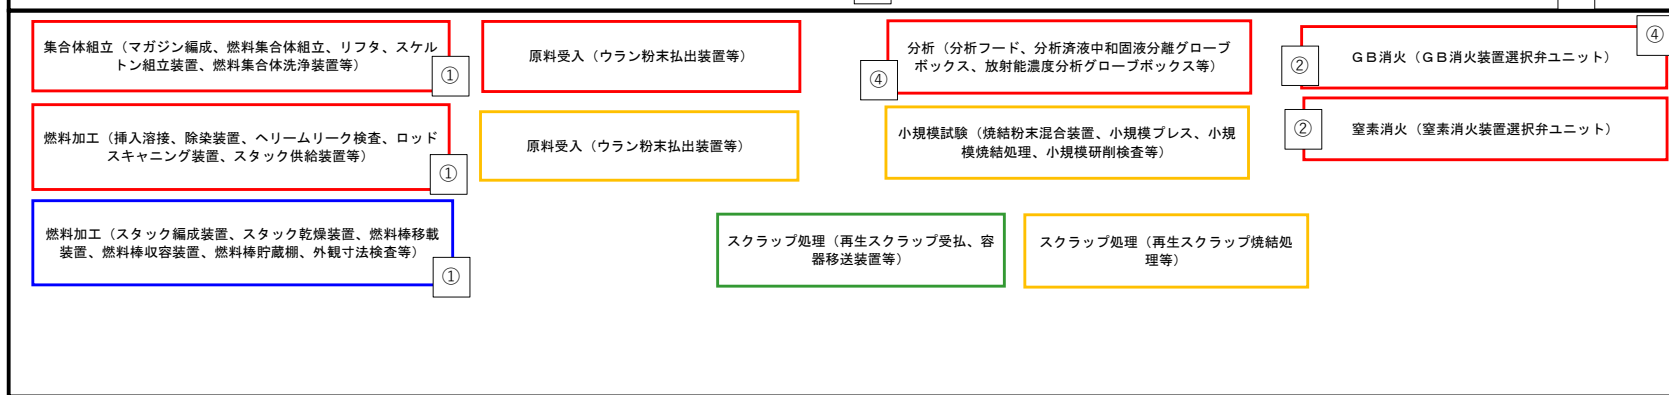 集合体組立（マガジン編成、燃料集合体組立、リフタ、スケル
トン組立装置、燃料集合体洗浄装置等）
①
原料受入（ウラン粉末払出装置等）
分析（分析フード、分析済液中和固液分離グローブ
ボックス、放射能濃度分析グローブボックス等）
④
ＧＢ消火（ＧＢ消火装置選択弁ユニット）
②
④
燃料加工（挿入溶接、除染装置、ヘリームリーク検査、ロッド
スキャニング装置、スタック供給装置等）
①
原料受入（ウラン粉末払出装置等）
小規模試験（焼結粉末混合装置、小規模プレス、小規
模焼結処理、小規模研削検査等）
窒素消火（窒素消火装置選択弁ユニット）
②
燃料加工（スタック編成装置、スタック乾燥装置、燃料棒移載
装置、燃料棒収容装置、燃料棒貯蔵棚、外観寸法検査等）
①
スクラップ処理（再生スクラップ受払、容
器移送装置等）
スクラップ処理（再生スクラップ焼結処
理等）